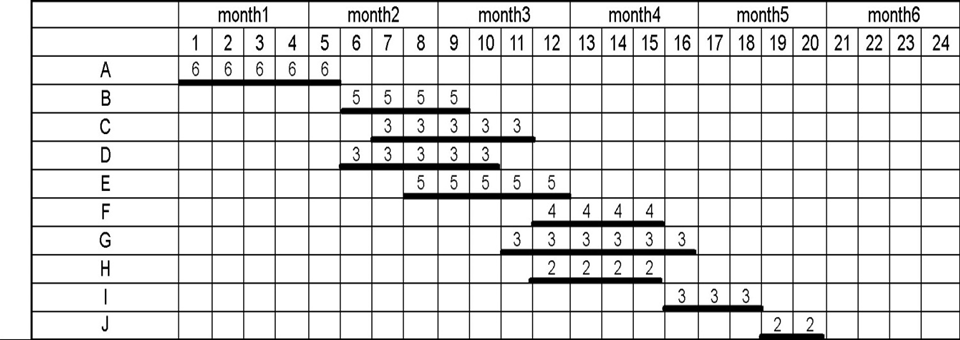 month1 month2 month3 month4 month5 month6
1 2 3 4 5 6 7 8 9 10 11 12 13 14 15 16 17 18 19 20 21 22 23 24
A 6 6 6 6 6
B 5 5 5 5
C 3 3 3 3 3
D 3 3 3 3 3
E 5 5 5 5 5
F 4 4 4 4
G 3 3 3 3 3 3
H 2 2 2 2
I 3 3 3
J 2 2